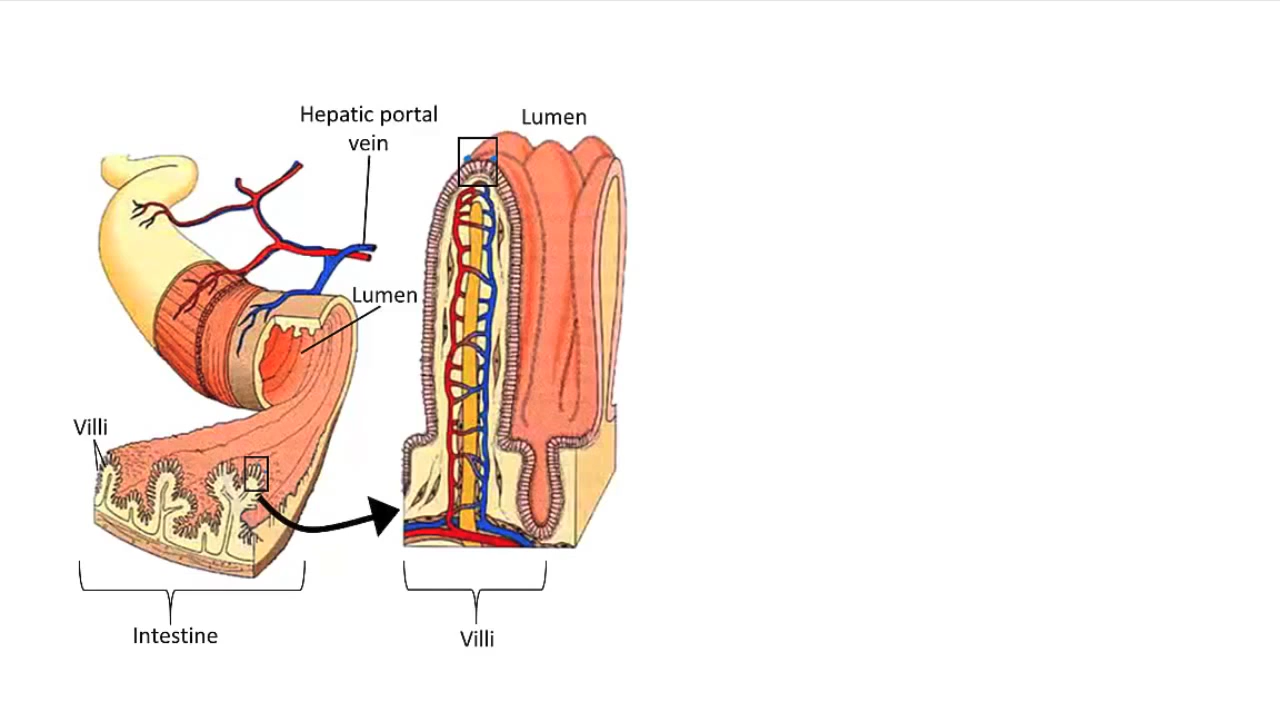 Hepatic portal
vein
Lumen
Lumen
Villi
Intestine
Villi